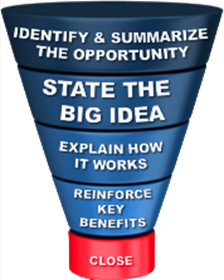 IDENTIFY & SUMMARIZE
THE OPPORTUNITY
STATE THE
BIG IDEA
EXPLAIN HOW
IT WORKS
REINFORCE
KEY
BENEFITS
CLOSE